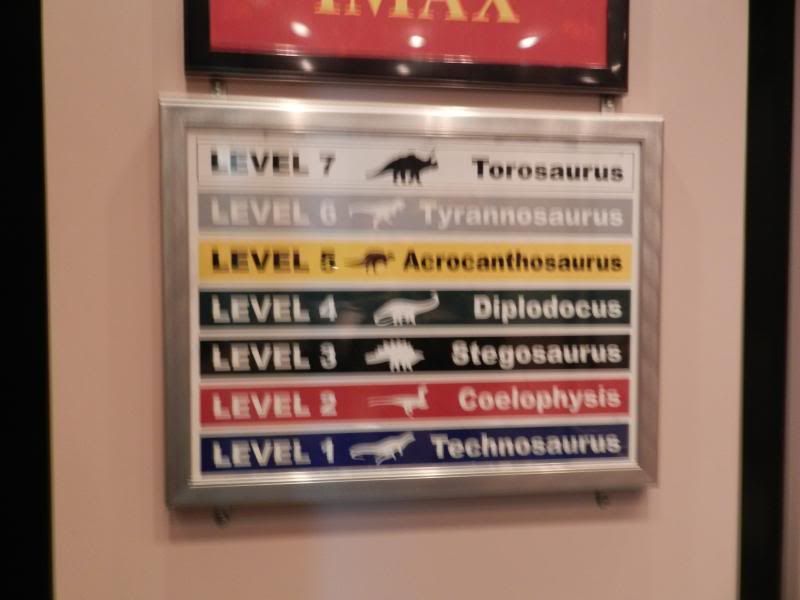 IMAX
LEVEL 7 Torosaurus
LEVEL 6 Tyrannosaurus
LEVEL 5 Acrocanthosaurus
LEVEL 4 Diplodocus
LEVEL 3 Stegosaurus
LEVEL 2 Coelophysis
LEVEL 1 Technosaurus